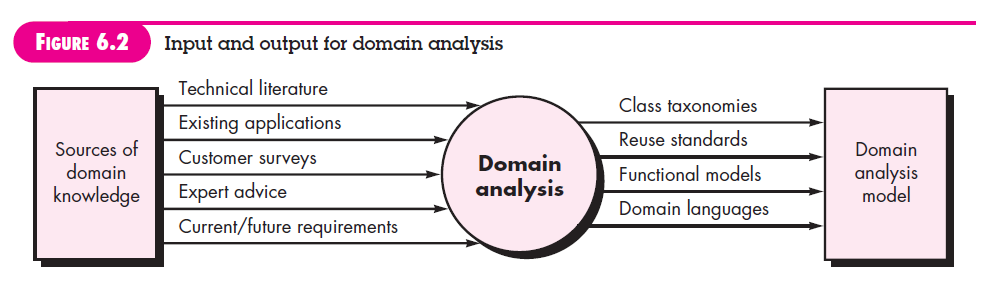 FIGURE 6.2
Input and output for domain analysis
Sources of
domain
knowledge
Technical literature
Existing applications
Customer surveys
Expert advice
Current/future requirements
Domain
analysis
Class taxonomies
Reuse standards
Functional models
Domain languages
Domain
analysis
model